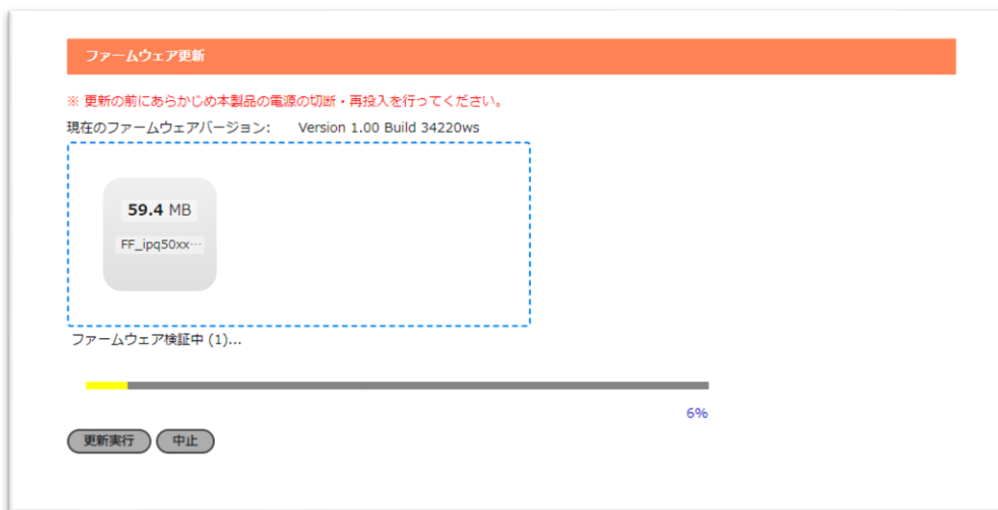 ファームウェア更新
※ 更新の前にあらかじめ本製品の電源の切断・再投入を行ってください。
現在のファームウェアバージョン: Version 1.00 Build 34220ws
59.4 MB
FF_ipq50xx…
ファームウェア検証中 (1)...
6%
更新実行 中止